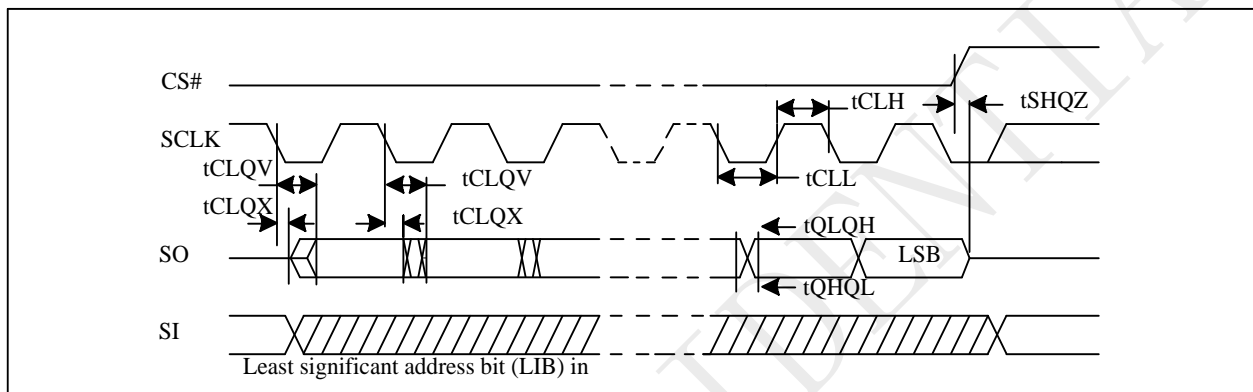 CS#
tCLH
tSHQZ
SCLK
tCLQV
tCLQV
tCLL
tCLQX
tCLQX
tQLQH
SO
LSB
tQHQL
SI
Least significant address bit (LIB) in
DENTIA